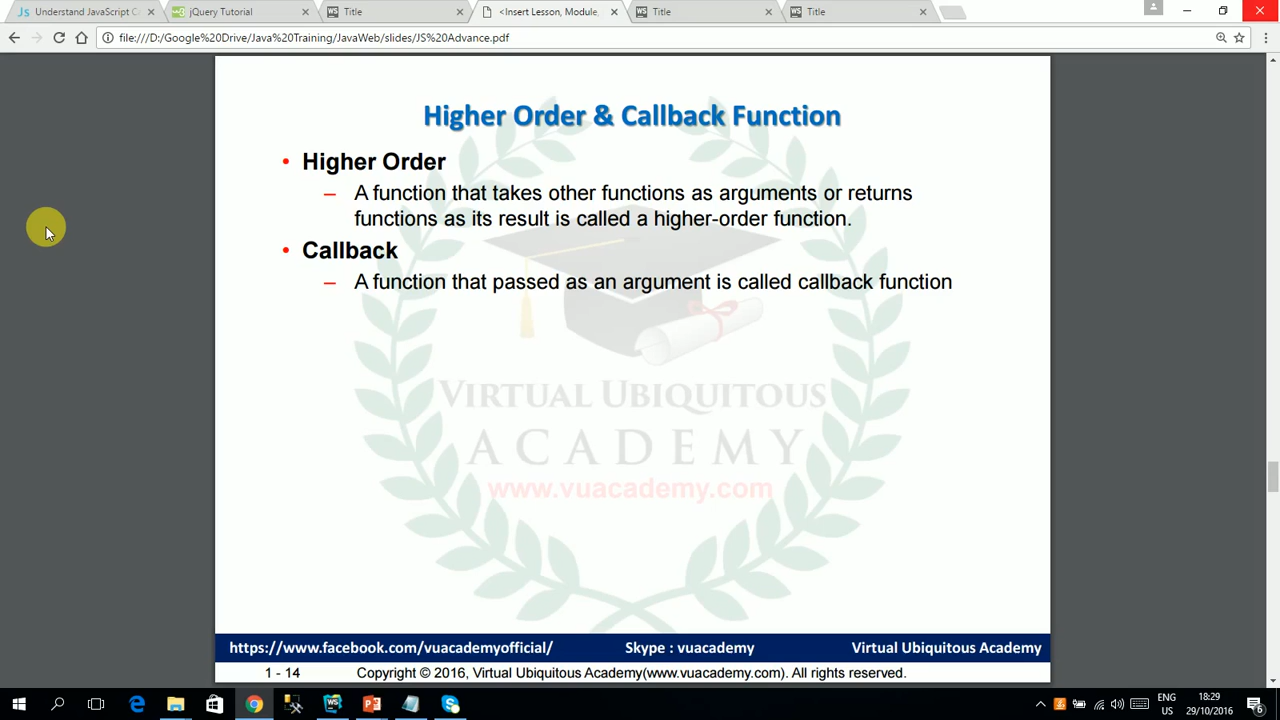 Understand JavaScript C
jQuery Tutorial
Title
<Insert Lesson, Module,
Title
Title
file:///D:/Google%20Drive/Java%20Training/JavaWeb/slides/JS%20Advance.pdf
Higher Order & Callback Function
• Higher Order
– A function that takes other functions as arguments or returns
functions as its result is called a higher-order function.
• Callback
– A function that passed as an argument is called callback function
VIRTUAL UBIQUITOUS
ACADEMY
www.vuacademy.com
https://www.facebook.com/vuacademyofficial/ Skype : vuacademy Virtual Ubiquitous Academy
1 - 14 Copyright © 2016, Virtual Ubiquitous Academy(www.vuacademy.com). All rights reserved.
ENG 18:29
US 29/10/2016